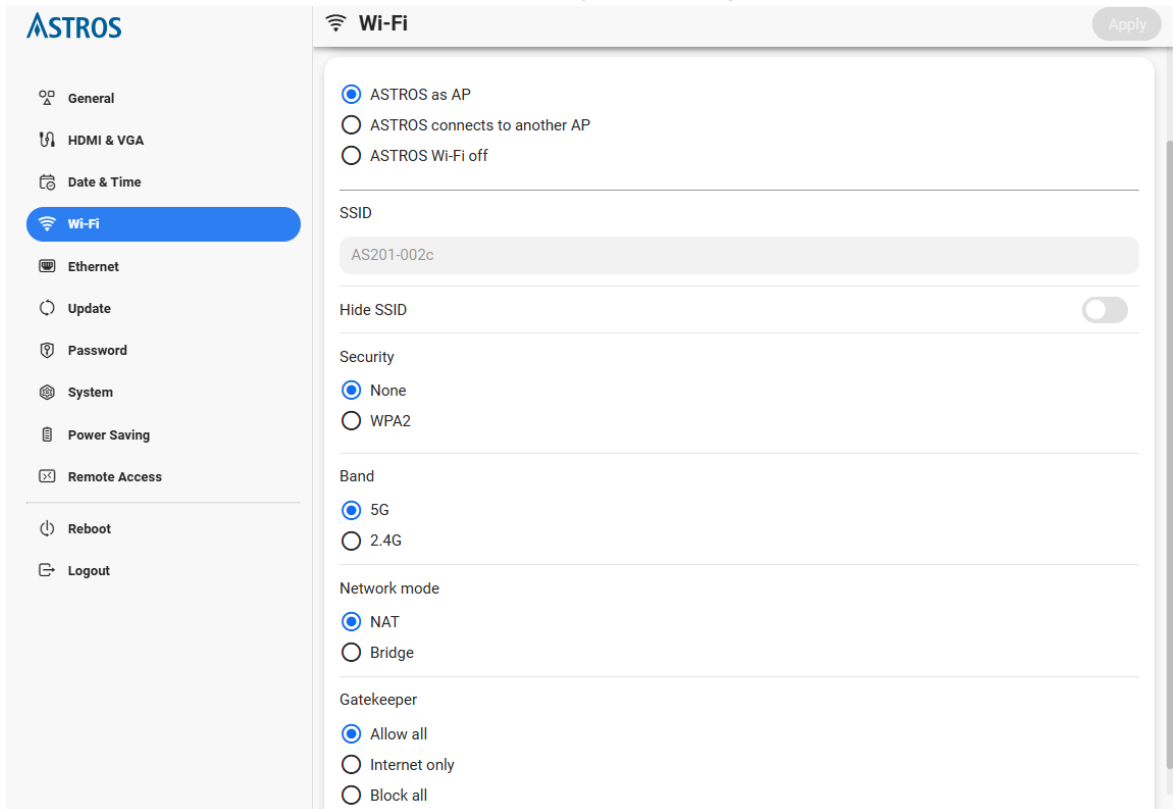 ASTROS
Wi-Fi
Apply
General
HDMI & VGA
Date & Time
Wi-Fi
Ethernet
Update
Password
System
Power Saving
Remote Access
Reboot
Logout
ASTROS as AP
ASTROS connects to another AP
ASTROS Wi-Fi off
SSID
AS201-002c
Hide SSID
Security
None
WPA2
Band
5G
2.4G
Network mode
NAT
Bridge
Gatekeeper
Allow all
Internet only
Block all